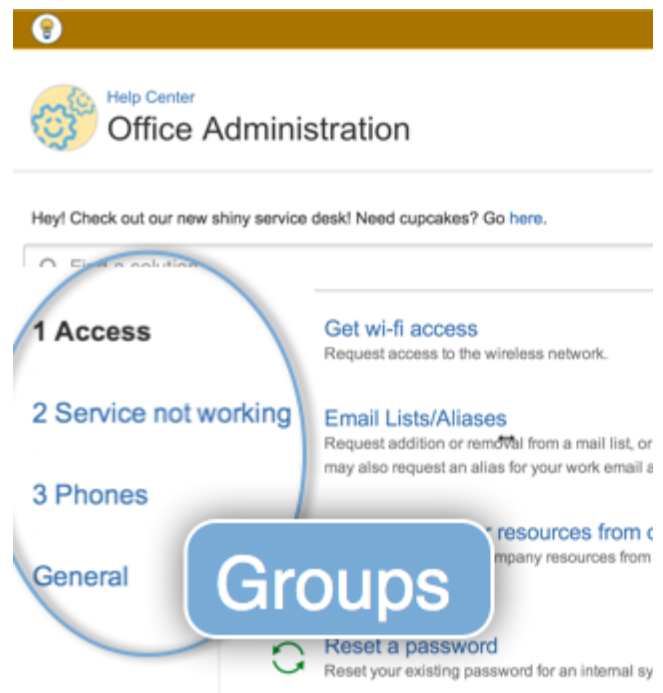 Help Center
Office Administration
Hey! Check out our new shiny service desk! Need cupcakes? Go here.
Find a solution
1 Access
2 Service not working
3 Phones
General
Get wi-fi access
Request access to the wireless network.
Email Lists/Aliases
Request addition or removal from a mail list, or
may also request an alias for your work email a
resources from
mpany resources from
Groups
Reset a password
Reset your existing password for an internal sy